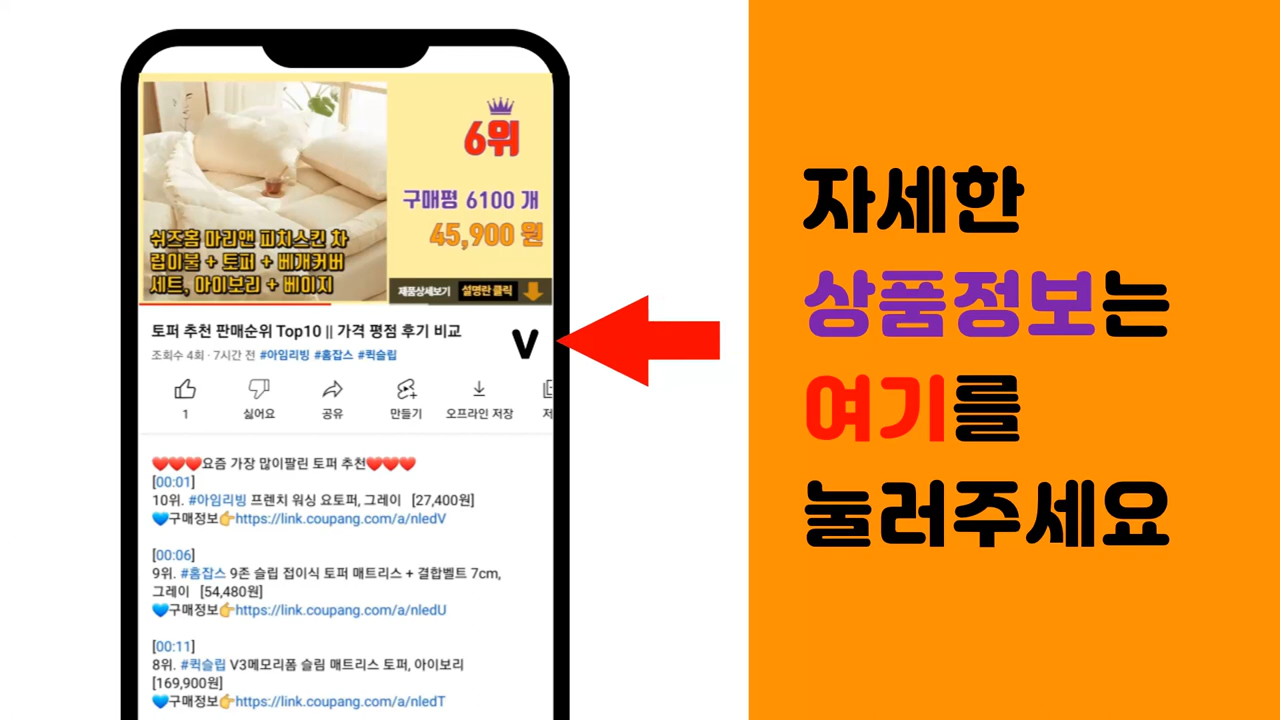 6위
구매평 6100 개
45,900 원
쉬즈홈 마리앤 피치스킨 차
럽이불 + 토퍼 + 베개커버
세트, 아이보리 + 베이지
제품상세보기 설명란 클릭
토퍼 추천 판매순위 Top10 || 가격 평점 후기 비교
V
조회수 4회 · 7시간 전 #아임리빙 #홈잡스 #퀵슬립
1 싫어요 공유 만들기 오프라인 저장 저
❤❤❤요즘 가장 많이팔린 토퍼 추천❤❤❤
[00:01]
10위. #아임리빙 프렌치 워싱 요토퍼, 그레이 [27,400원]
💙구매정보👉https://link.coupang.com/a/nledV
[00:06]
9위. #홈잡스 9존 슬립 접이식 토퍼 매트리스 + 결합벨트 7cm,
그레이 [54,480원]
💙구매정보👉https://link.coupang.com/a/nledU
[00:11]
8위. #퀵슬립 V3메모리폼 슬림 매트리스 토퍼, 아이보리
[169,900원]
💙구매정보👉https://link.coupang.com/a/nledT
자세한
상품정보는
여기를
눌러주세요